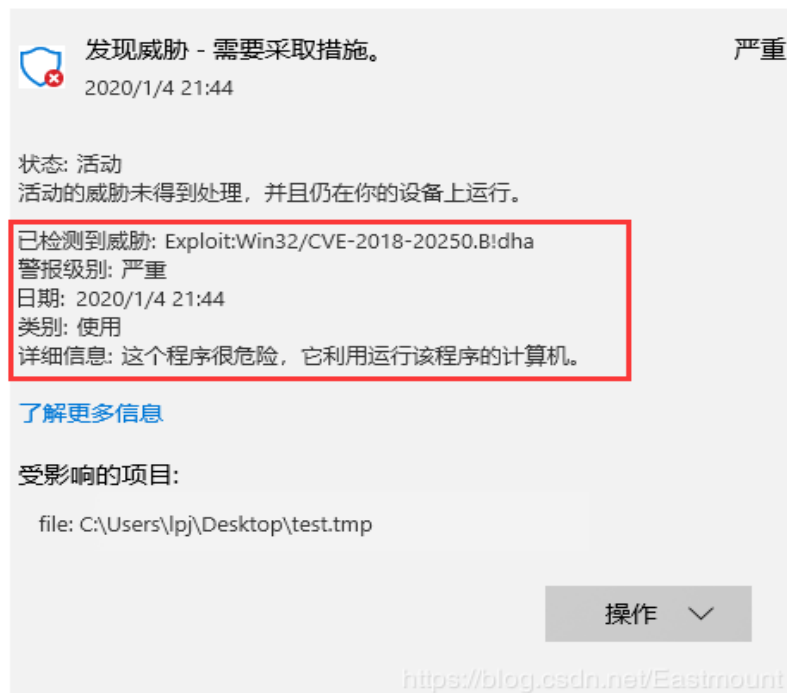 发现威胁 - 需要采取措施。
严重
2020/1/4 21:44
状态: 活动
活动的威胁未得到处理，并且仍在你的设备上运行。
已检测到威胁: Exploit:Win32/CVE-2018-20250.B!dha
警报级别: 严重
日期: 2020/1/4 21:44
类别: 使用
详细信息: 这个程序很危险，它利用运行该程序的计算机。
了解更多信息
受影响的项目:
file: C:\Users\lpj\Desktop\test.tmp
操作
https://blog.csdn.net/Eastmount